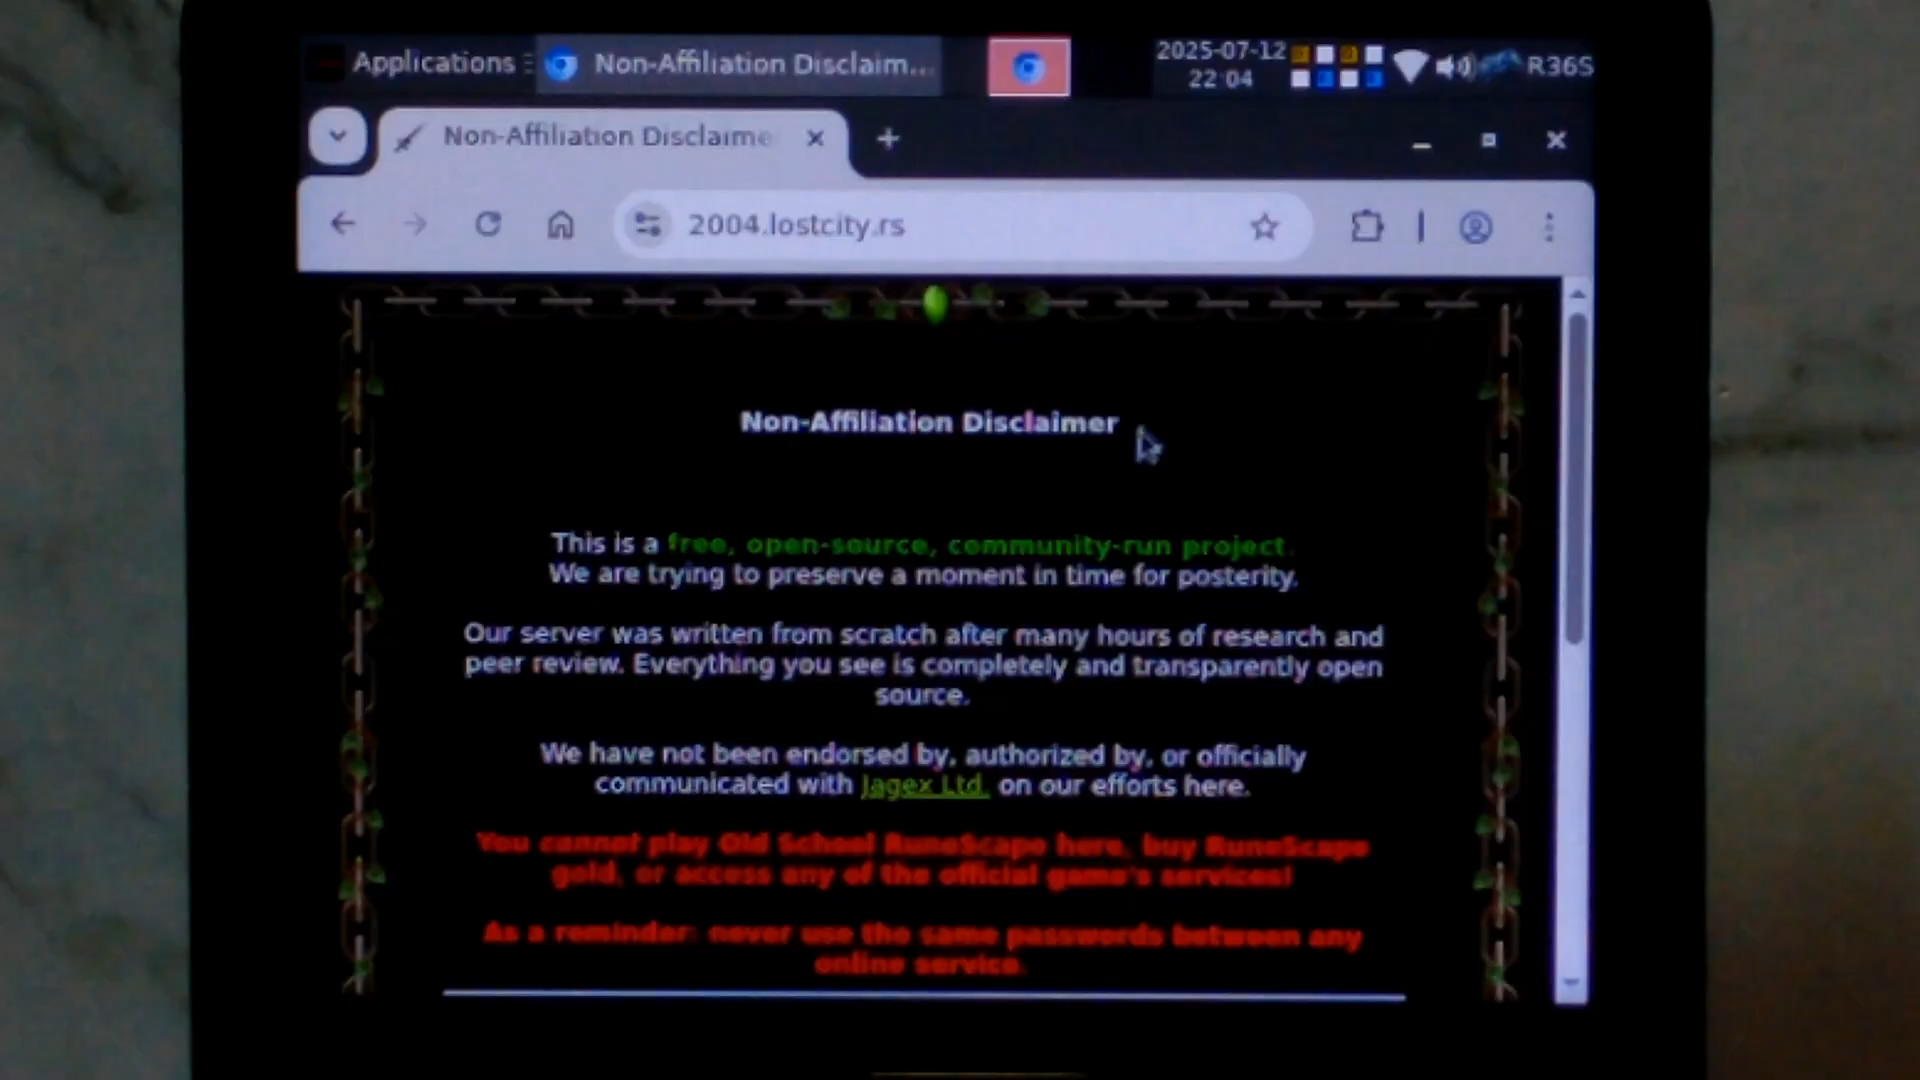 Applications Non-Affiliation Disclaim... 2025-07-12
22:04 R36S
Non-Affiliation Disclaime
2004.lostcity.rs
Non-Affiliation Disclaimer
This is a free, open-source, community-run project.
We are trying to preserve a moment in time for posterity.
Our server was written from scratch after many hours of research and
peer review. Everything you see is completely and transparently open
source.
We have not been endorsed by, authorized by, or officially
communicated with Jagex Ltd. on our efforts here.
You cannot play Old School RuneScape here, buy RuneScape
gold, or access any of the official game's services!
As a reminder: never use the same passwords between any
online service.